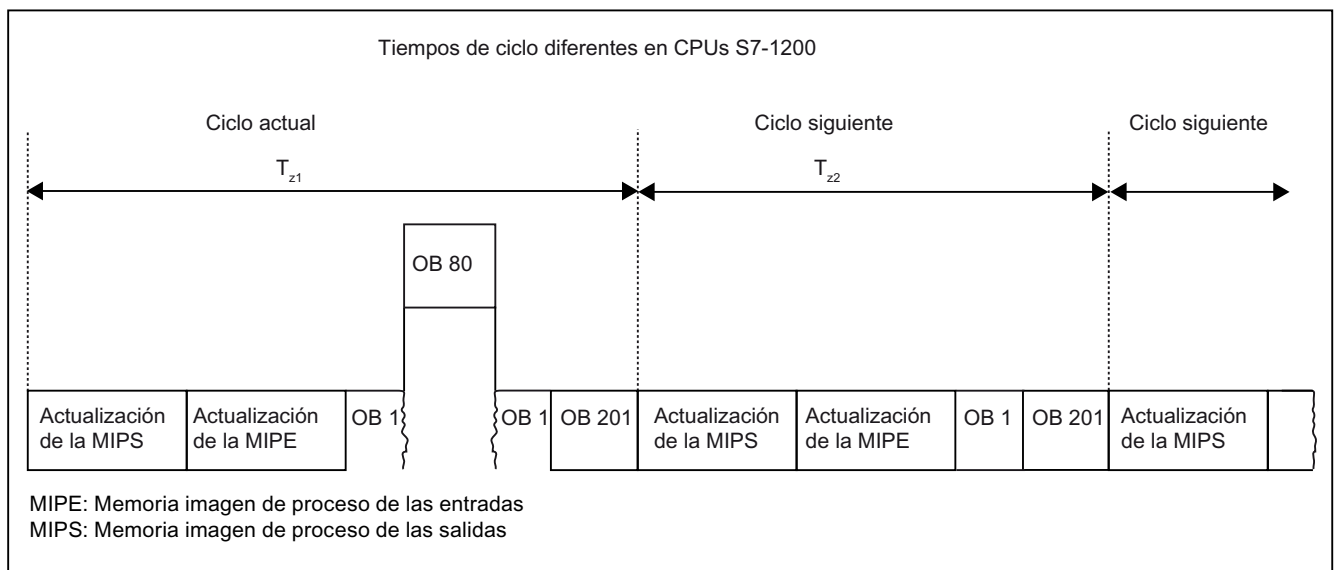 Tiempos de ciclo diferentes en CPUs S7-1200
Ciclo actual
Ciclo siguiente
Ciclo siguiente
Tz1
Tz2
OB 80
Actualización
de la MIPS
Actualización
de la MIPE
OB 1
OB 1
OB 201
Actualización
de la MIPS
Actualización
de la MIPE
OB 1
OB 201
Actualización
de la MIPS
MIPE: Memoria imagen de proceso de las entradas
MIPS: Memoria imagen de proceso de las salidas